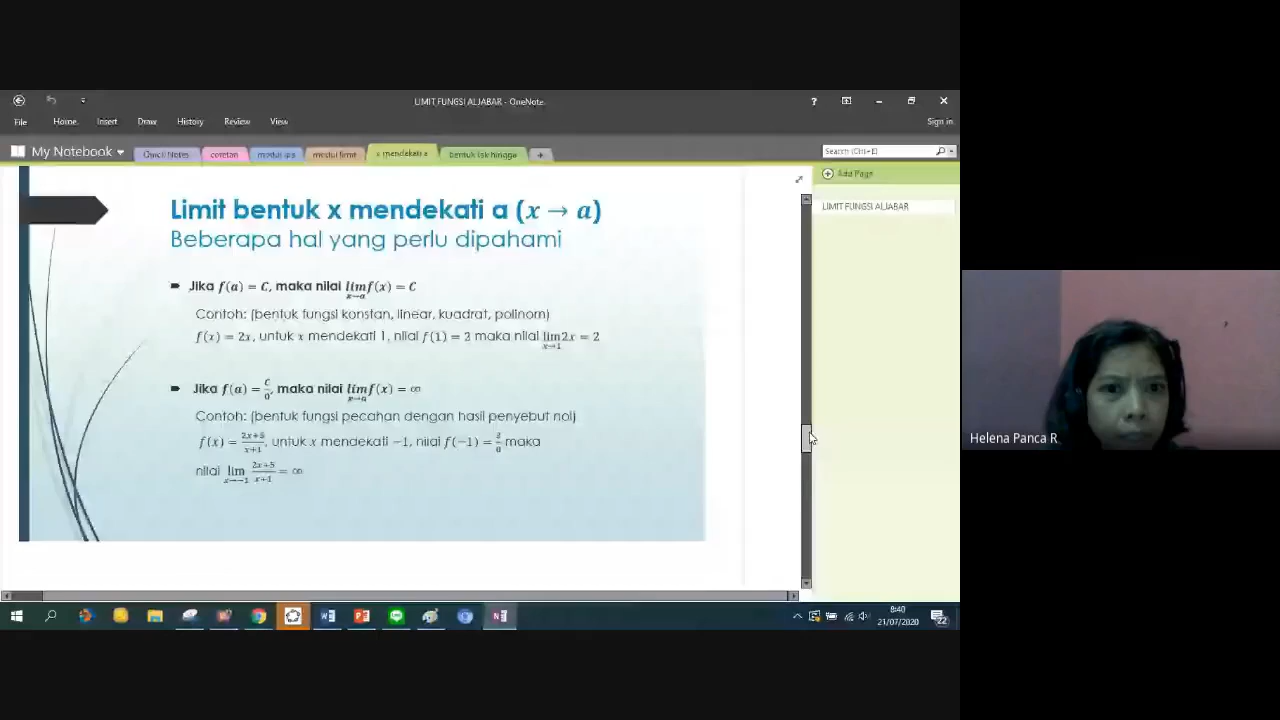 LIMIT FUNGSI ALJABAR - OneNote
?
File Home Insert Draw History Review View
Sign in
My Notebook
Quick Notes coretan modul ips modul limit x mendekati a bentuk tak hingga +
Search (Ctrl+E)
Add Page
LIMIT FUNGSI ALJABAR
Limit bentuk x mendekati a (x → a)
Beberapa hal yang perlu dipahami
Jika f(a) = C, maka nilai lim x→a f(x) = C
Contoh: (bentuk fungsi konstan, linear, kuadrat, polinom)
f(x) = 2x, untuk x mendekati 1, nilai f(1) = 2 maka nilai lim x→1 2x = 2
Jika f(a) = C/0, maka nilai lim x→a f(x) = ∞
Contoh: (bentuk fungsi pecahan dengan hasil penyebut nol)
f(x) = 2x+5/x+1, untuk x mendekati −1, nilai f(−1) = 3/0 maka
nilai lim x→−1 2x+5/x+1 = ∞
Helena Panca R
8:40
21/07/2020
22